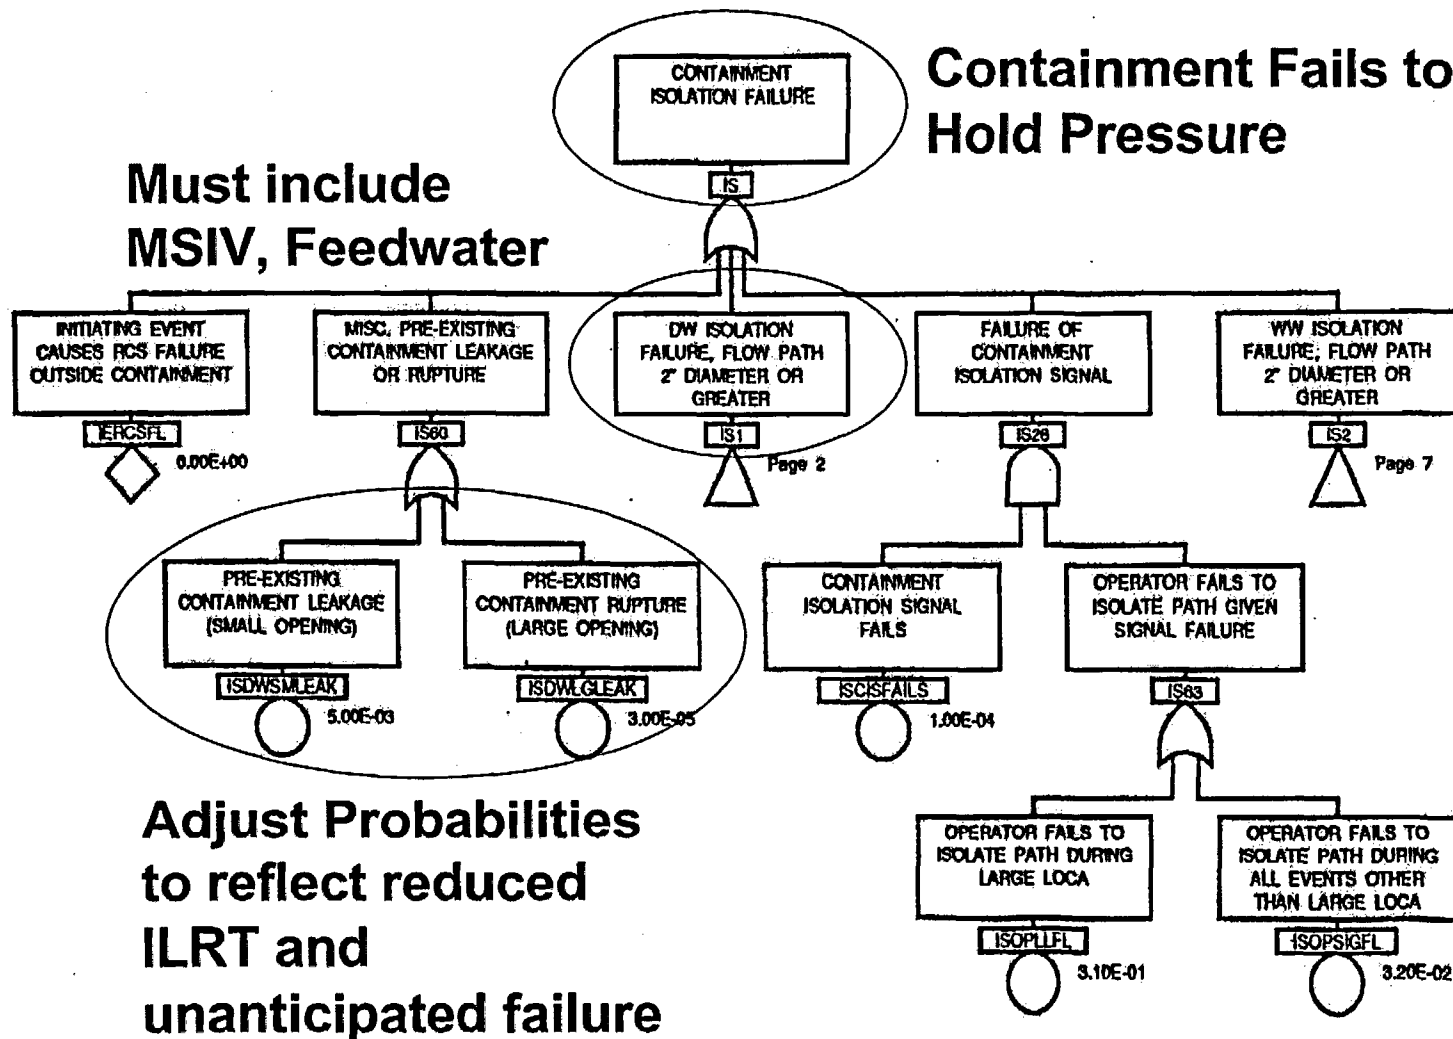 CONTAINMENT
ISOLATION FAILURE
IS
Containment Fails to
Hold Pressure
Must include
MSIV, Feedwater
INITIATING EVENT
CAUSES RCS FAILURE
OUTSIDE CONTAINMENT
IERCSFL
0.00E+00
MISC. PRE-EXISTING
CONTAINMENT LEAKAGE
OR RUPTURE
IS60
DW ISOLATION
FAILURE, FLOW PATH
2" DIAMETER OR
GREATER
IS1
Page 2
FAILURE OF
CONTAINMENT
ISOLATION SIGNAL
IS26
WW ISOLATION
FAILURE, FLOW PATH
2" DIAMETER OR
GREATER
IS2
Page 7
PRE-EXISTING
CONTAINMENT LEAKAGE
(SMALL OPENING)
ISDWSMLEAK
5.00E-03
PRE-EXISTING
CONTAINMENT RUPTURE
(LARGE OPENING)
ISDWLGLEAK
3.00E-05
CONTAINMENT
ISOLATION SIGNAL
FAILS
ISCISFAILS
1.00E-04
OPERATOR FAILS TO
ISOLATE PATH GIVEN
SIGNAL FAILURE
IS63
Adjust Probabilities
to reflect reduced
ILRT and
unanticipated failure
OPERATOR FAILS TO
ISOLATE PATH DURING
LARGE LOCA
ISOPLLFL
3.10E-01
OPERATOR FAILS TO
ISOLATE PATH DURING
ALL EVENTS OTHER
THAN LARGE LOCA
ISOPSIGFL
3.20E-02